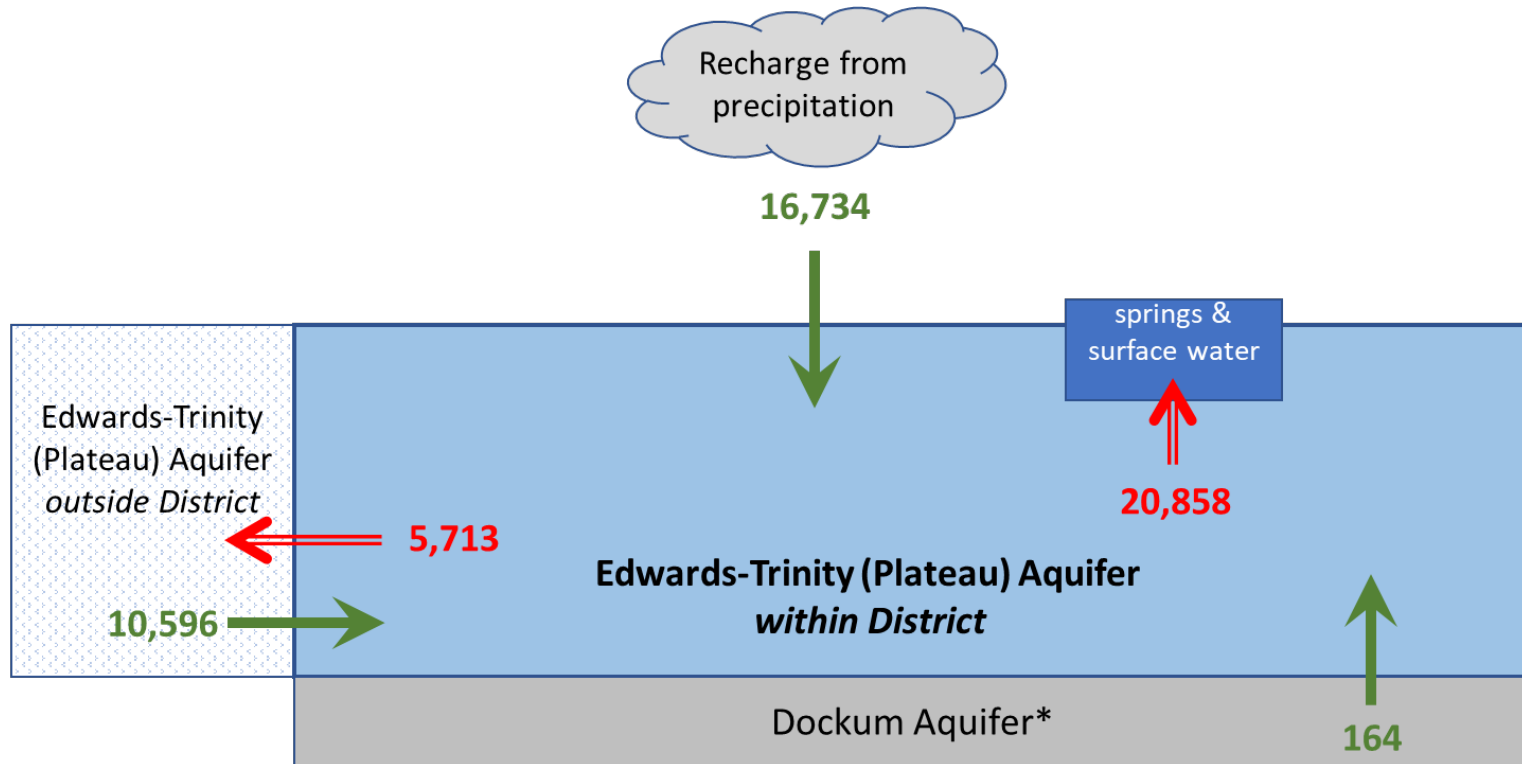 Recharge from
precipitation
16,734
springs &
surface water
Edwards-Trinity
(Plateau) Aquifer
outside District
20,858
5,713
Edwards-Trinity (Plateau) Aquifer
within District
10,596
Dockum Aquifer*
164